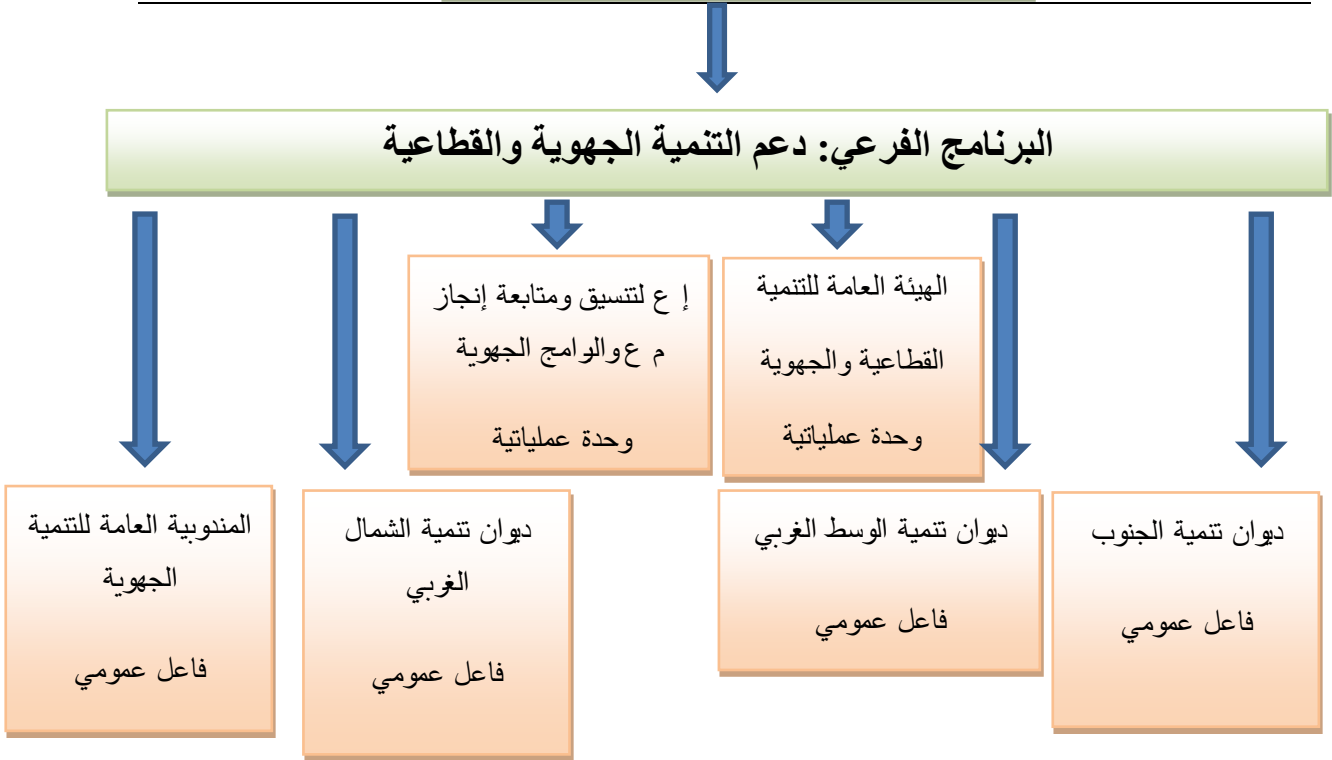 البرنامج الفرعي: دعم التنمية الجهوية والقطاعية
الهيئة العامة للتنمية
القطاعية والجهوية
وحدة عملياتية
إ ع لتنسيق ومتابعة إنجاز
م ع والبرامج الجهوية
وحدة عملياتية
ديوان تنمية الجنوب
فاعل عمومي
ديوان تنمية الوسط الغربي
فاعل عمومي
ديوان تنمية الشمال
الغربي
فاعل عمومي
المندوبية العامة للتنمية
الجهوية
فاعل عمومي